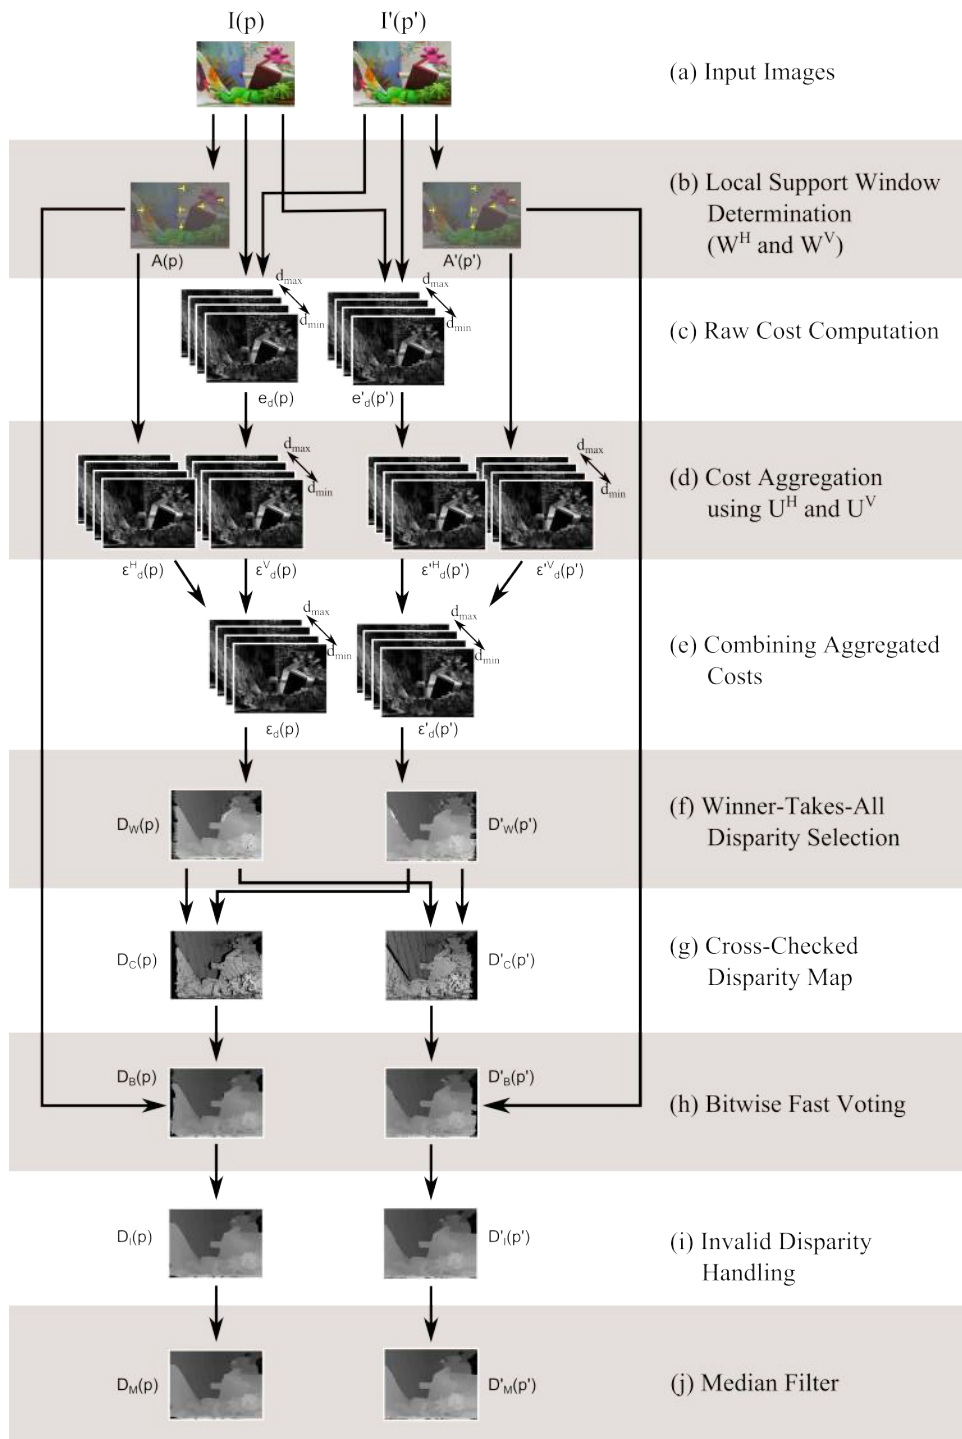 I(p) I'(p')
(a) Input Images
(b) Local Support Window
Determination
(W^H and W^V)
A(p) A'(p')
d_max d_max
d_min d_min
(c) Raw Cost Computation
e_d(p) e'_d(p')
d_max d_max
d_min d_min
(d) Cost Aggregation
using U^H and U^V
ε^H_d(p) ε^V_d(p) ε'^H_d(p') ε'^V_d(p')
d_max d_max
d_min d_min
(e) Combining Aggregated
Costs
ε_d(p) ε'_d(p')
D_W(p) D'_W(p')
(f) Winner-Takes-All
Disparity Selection
D_C(p) D'_C(p')
(g) Cross-Checked
Disparity Map
D_B(p) D'_B(p')
(h) Bitwise Fast Voting
D_I(p) D'_I(p')
(i) Invalid Disparity
Handling
D_M(p) D'_M(p')
(j) Median Filter